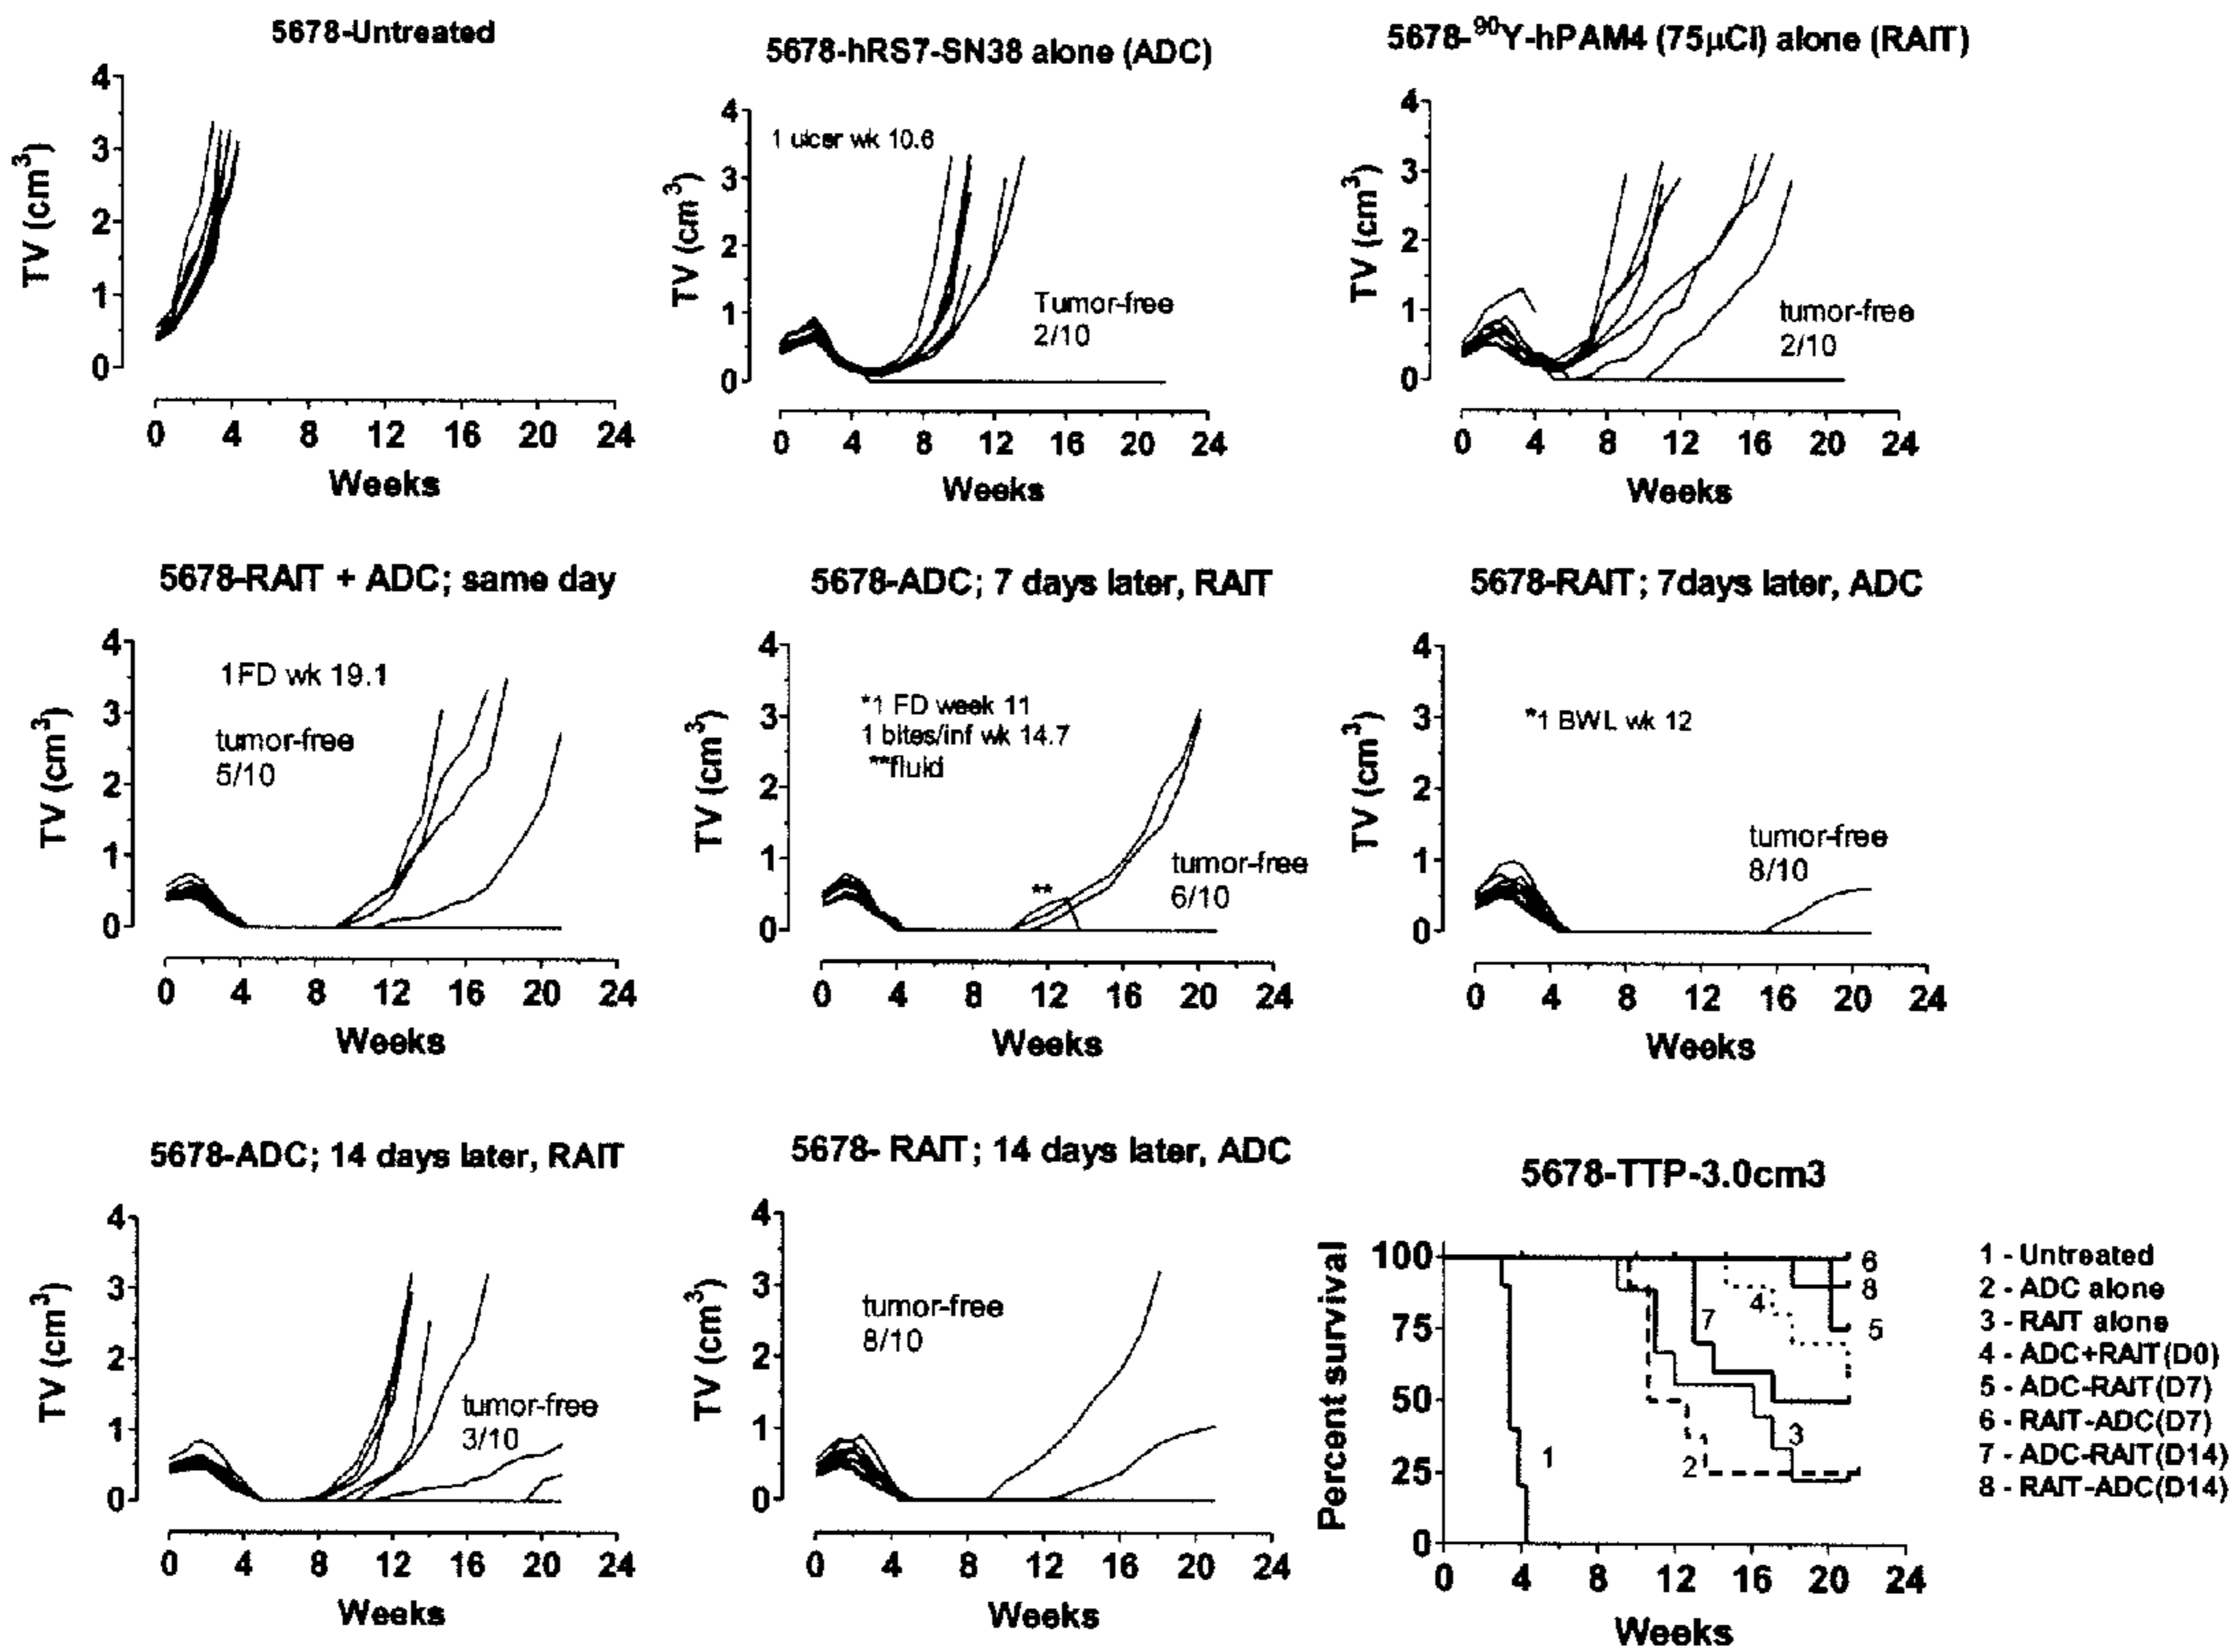 5678-Untreated
4
3
2
1
0
TV (cm³)
0 4 8 12 16 20 24
Weeks
5678-hRS7-SN38 alone (ADC)
4
3
2
1
0
TV (cm³)
1 ulcer wk 10.6
Tumor-free
2/10
0 4 8 12 16 20 24
Weeks
5678-⁹⁰Y-hPAM4 (75µCI) alone (RAIT)
4
3
2
1
0
TV (cm³)
tumor-free
2/10
0 4 8 12 16 20 24
Weeks
5678-RAIT + ADC; same day
4
3
2
1
0
TV (cm³)
1FD wk 19.1
tumor-free
5/10
0 4 8 12 16 20 24
Weeks
5678-ADC; 7 days later, RAIT
4
3
2
1
0
TV (cm³)
*1 FD week 11
1 bites/inf wk 14.7
**fluid
**
tumor-free
6/10
0 4 8 12 16 20 24
Weeks
5678-RAIT; 7days later, ADC
4
3
2
1
0
TV (cm³)
*1 BWL wk 12
tumor-free
8/10
0 4 8 12 16 20 24
Weeks
5678-ADC; 14 days later, RAIT
4
3
2
1
0
TV (cm³)
tumor-free
3/10
0 4 8 12 16 20 24
Weeks
5678- RAIT; 14 days later, ADC
4
3
2
1
0
TV (cm³)
tumor-free
8/10
0 4 8 12 16 20 24
Weeks
5678-TTP-3.0cm3
100
75
50
25
0
Percent survival
6
8
5
4
7
3
2
1
0 4 8 12 16 20 24
Weeks
1 - Untreated
2 - ADC alone
3 - RAIT alone
4 - ADC+RAIT(D0)
5 - ADC-RAIT(D7)
6 - RAIT-ADC(D7)
7 - ADC-RAIT(D14)
8 - RAIT-ADC(D14)